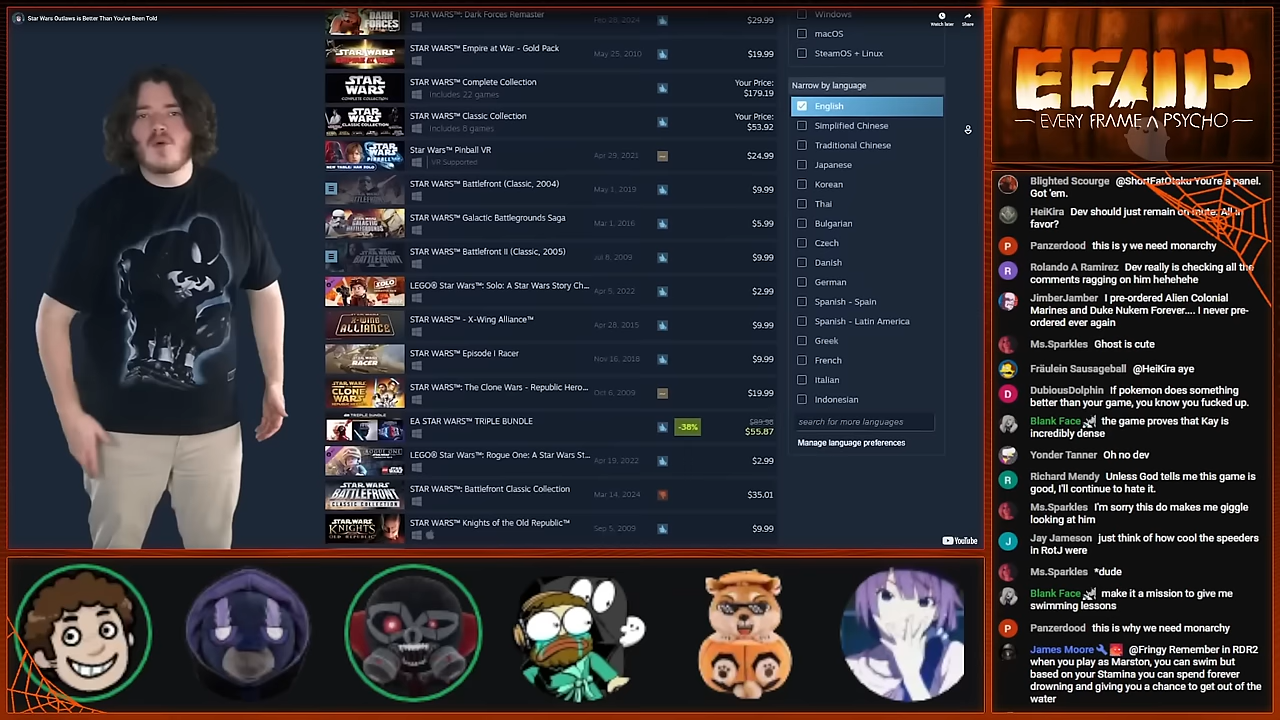 Star Wars Outlaws is Better Than You've Been Told
Watch later
Share
STAR WARS™: Dark Forces Remaster
Feb 28, 2024
$29.99
STAR WARS™ Empire at War - Gold Pack
May 25, 2010
$19.99
STAR WARS™ Complete Collection
Includes 22 games
Your Price:
$179.19
STAR WARS™ Classic Collection
Includes 6 games
Your Price:
$53.92
Star Wars™ Pinball VR
VR Supported
Apr 29, 2021
$24.99
STAR WARS™ Battlefront (Classic, 2004)
May 1, 2019
$9.99
STAR WARS™ Galactic Battlegrounds Saga
Mar 1, 2016
$5.99
STAR WARS™ Battlefront II (Classic, 2005)
Jul 8, 2009
$9.99
LEGO® Star Wars™: Solo: A Star Wars Story Ch...
Apr 5, 2022
$2.99
STAR WARS™ - X-Wing Alliance™
Apr 28, 2015
$9.99
STAR WARS™ Episode I Racer
Nov 16, 2018
$9.99
STAR WARS™: The Clone Wars - Republic Hero...
Oct 6, 2009
$19.99
EA STAR WARS™ TRIPLE BUNDLE
-38%
$55.87
LEGO® Star Wars™: Rogue One: A Star Wars St...
Apr 19, 2022
$2.99
STAR WARS™: Battlefront Classic Collection
Mar 14, 2024
$35.01
STAR WARS™ Knights of the Old Republic™
Sep 5, 2009
$9.99
Windows
macOS
SteamOS + Linux
Narrow by language
English
Simplified Chinese
Traditional Chinese
Japanese
Korean
Thai
Bulgarian
Czech
Danish
German
Spanish - Spain
Spanish - Latin America
Greek
French
Italian
Indonesian
search for more languages
Manage language preferences
YouTube
EFAP
EVERY FRAME A PSYCHO
Blighted Scourge @ShortFatOtaku You're a panel.
Got 'em.
HeiKira Dev should just remain on mute. All in
favor?
Panzerdood this is y we need monarchy
Rolando A Ramirez Dev really is checking all the
comments ragging on him hehehehe
JimberJamber I pre-ordered Alien Colonial
Marines and Duke Nukem Forever.... I never pre-
ordered ever again
Ms.Sparkles Ghost is cute
Fräulein Sausageball @HeiKira aye
DubiousDolphin If pokemon does something
better than your game, you know you fucked up.
Blank Face the game proves that Kay is
incredibly dense
Yonder Tanner Oh no dev
Richard Mendy Unless God tells me this game is
good, I'll continue to hate it.
Ms.Sparkles I'm sorry this do makes me giggle
looking at him
Jay Jameson just think of how cool the speeders
in RotJ were
Ms.Sparkles *dude
Blank Face make it a mission to give me
swimming lessons
Panzerdood this is why we need monarchy
James Moore @Fringy Remember in RDR2
when you play as Marston, you can swim but
based on your Stamina you can spend forever
drowning and giving you a chance to get out of the
water